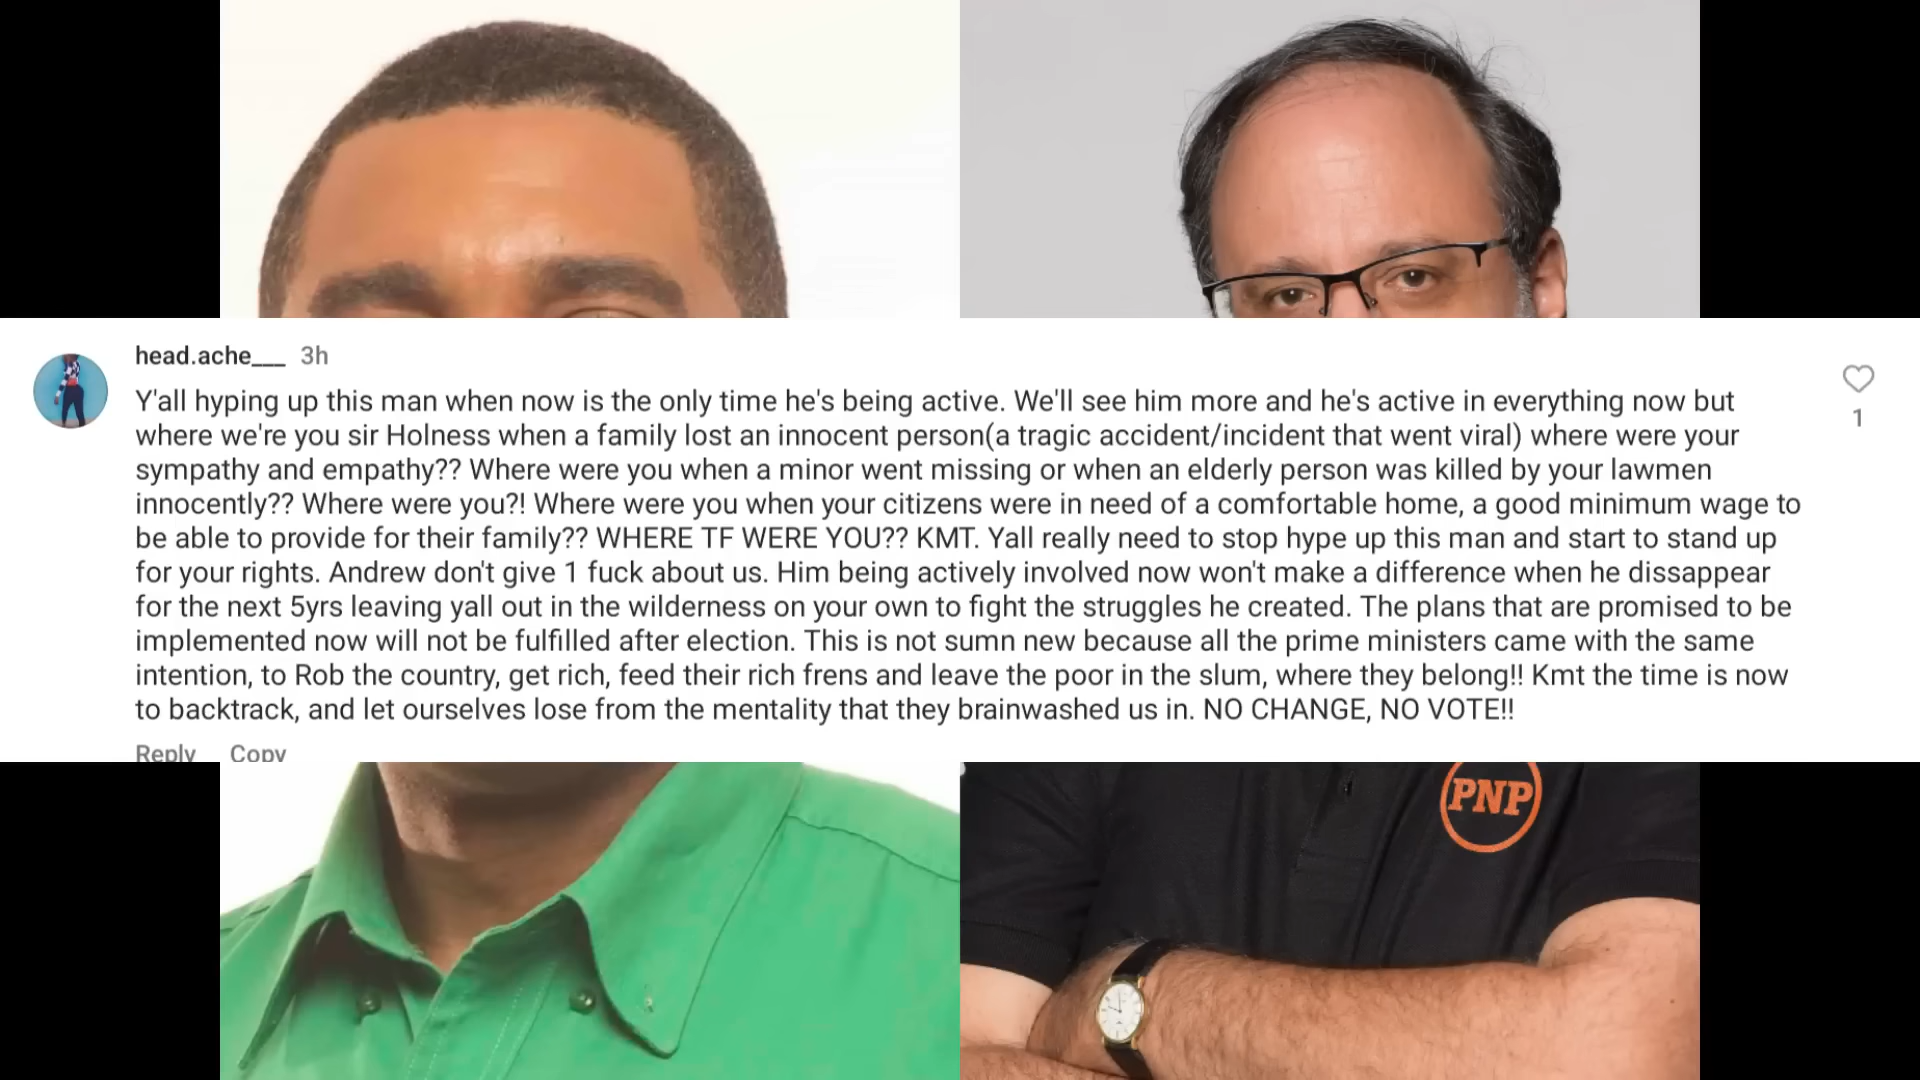 head.ache___ 3h
Y'all hyping up this man when now is the only time he's being active. We'll see him more and he's active in everything now but
where we're you sir Holness when a family lost an innocent person(a tragic accident/incident that went viral) where were your
sympathy and empathy?? Where were you when a minor went missing or when an elderly person was killed by your lawmen
innocently?? Where were you?! Where were you when your citizens were in need of a comfortable home, a good minimum wage to
be able to provide for their family?? WHERE TF WERE YOU?? KMT. Yall really need to stop hype up this man and start to stand up
for your rights. Andrew don't give 1 fuck about us. Him being actively involved now won't make a difference when he dissappear
for the next 5yrs leaving yall out in the wilderness on your own to fight the struggles he created. The plans that are promised to be
implemented now will not be fulfilled after election. This is not sumn new because all the prime ministers came with the same
intention, to Rob the country, get rich, feed their rich frens and leave the poor in the slum, where they belong!! Kmt the time is now
to backtrack, and let ourselves lose from the mentality that they brainwashed us in. NO CHANGE, NO VOTE!!
1
Reply Copy
PNP